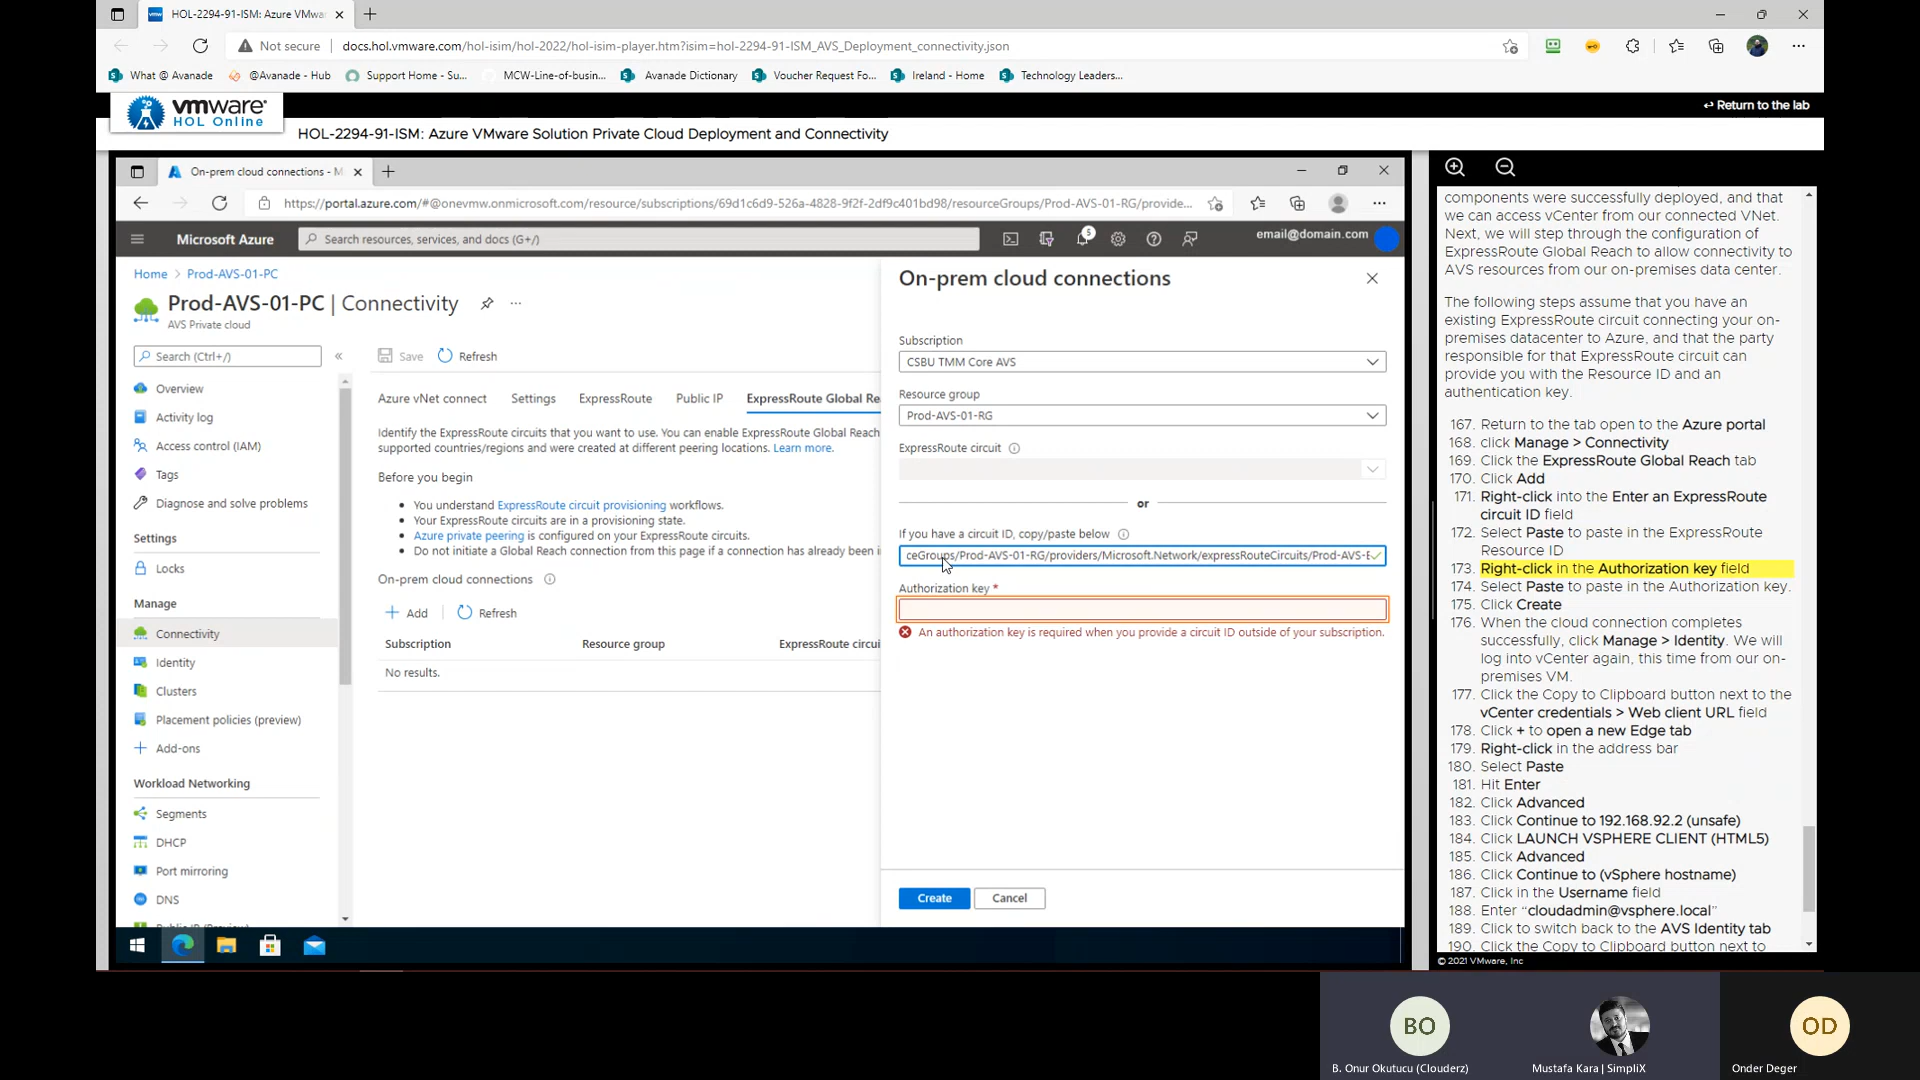 HOL-2294-91-ISM: Azure VMwa
Not secure
docs.hol.vmware.com/hol-isim/hol-2022/hol-isim-player.htm?isim=hol-2294-91-ISM_AVS_Deployment_connectivity.json
What @ Avanade
@Avanade - Hub
Support Home - Su...
MCW-Line-of-busin...
Avanade Dictionary
Voucher Request Fo...
Ireland - Home
Technology Leaders...
vmware
HOL Online
Return to the lab
HOL-2294-91-ISM: Azure VMware Solution Private Cloud Deployment and Connectivity
On-prem cloud connections - M
https://portal.azure.com/#@onevmw.onmicrosoft.com/resource/subscriptions/69d1c6d9-526a-4828-9f2f-2df9c401bd98/resourceGroups/Prod-AVS-01-RG/provide...
Microsoft Azure
Search resources, services, and docs (G+/)
5
email@domain.com
Home > Prod-AVS-01-PC
Prod-AVS-01-PC | Connectivity
AVS Private cloud
Search (Ctrl+/)
Overview
Activity log
Access control (IAM)
Tags
Diagnose and solve problems
Settings
Locks
Manage
Connectivity
Identity
Clusters
Placement policies (preview)
Add-ons
Workload Networking
Segments
DHCP
Port mirroring
DNS
Save
Refresh
Azure vNet connect
Settings
ExpressRoute
Public IP
ExpressRoute Global Re
Identify the ExpressRoute circuits that you want to use. You can enable ExpressRoute Global Reach
supported countries/regions and were created at different peering locations. Learn more.
Before you begin
• You understand ExpressRoute circuit provisioning workflows.
• Your ExpressRoute circuits are in a provisioning state.
• Azure private peering is configured on your ExpressRoute circuits.
• Do not initiate a Global Reach connection from this page if a connection has already been i
On-prem cloud connections
Add
Refresh
Subscription
Resource group
ExpressRoute circui
No results.
On-prem cloud connections
Subscription
CSBU TMM Core AVS
Resource group
Prod-AVS-01-RG
ExpressRoute circuit
or
If you have a circuit ID, copy/paste below
ceGroups/Prod-AVS-01-RG/providers/Microsoft.Network/expressRouteCircuits/Prod-AVS-E
Authorization key *
An authorization key is required when you provide a circuit ID outside of your subscription.
Create
Cancel
components were successfully deployed, and that
we can access vCenter from our connected VNet.
Next, we will step through the configuration of
ExpressRoute Global Reach to allow connectivity to
AVS resources from our on-premises data center.
The following steps assume that you have an
existing ExpressRoute circuit connecting your on-
premises datacenter to Azure, and that the party
responsible for that ExpressRoute circuit can
provide you with the Resource ID and an
authentication key.
167. Return to the tab open to the Azure portal
168. click Manage > Connectivity
169. Click the ExpressRoute Global Reach tab
170. Click Add
171. Right-click into the Enter an ExpressRoute
circuit ID field
172. Select Paste to paste in the ExpressRoute
Resource ID
173. Right-click in the Authorization key field
174. Select Paste to paste in the Authorization key.
175. Click Create
176. When the cloud connection completes
successfully, click Manage > Identity. We will
log into vCenter again, this time from our on-
premises VM.
177. Click the Copy to Clipboard button next to the
vCenter credentials > Web client URL field
178. Click + to open a new Edge tab
179. Right-click in the address bar
180. Select Paste
181. Hit Enter
182. Click Advanced
183. Click Continue to 192.168.92.2 (unsafe)
184. Click LAUNCH VSPHERE CLIENT (HTML5)
185. Click Advanced
186. Click Continue to (vSphere hostname)
187. Click in the Username field
188. Enter “cloudadmin@vsphere.local”
189. Click to switch back to the AVS Identity tab
190. Click the Copy to Clipboard button next to
© 2021 VMware, Inc
BO
OD
B. Onur Okutucu (Clouderz)
Mustafa Kara | SimpliX
Onder Deger